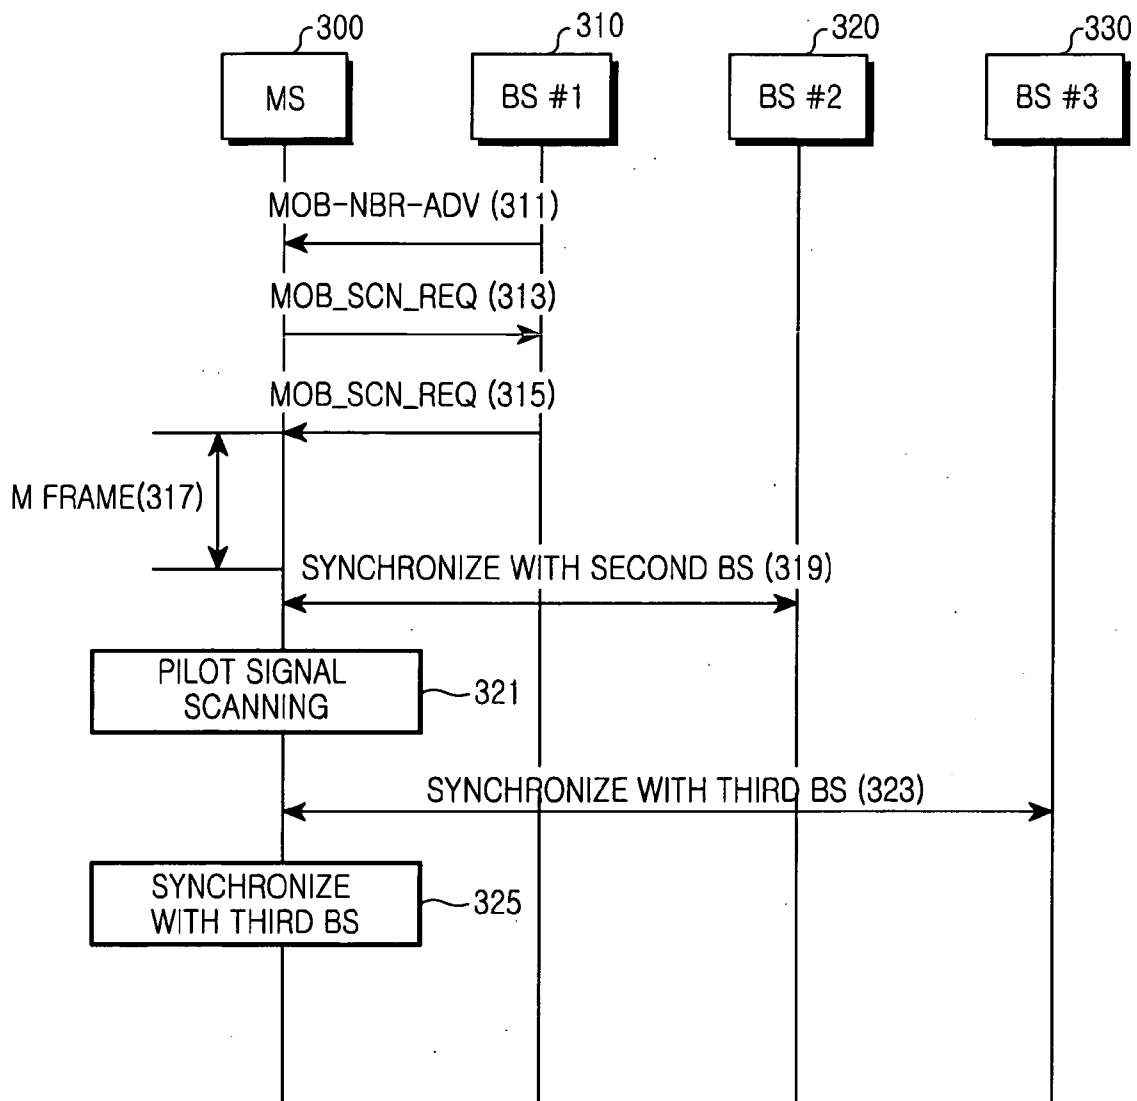 300
310
320
330
MS
BS #1
BS #2
BS #3
MOB-NBR-ADV (311)
MOB_SCN_REQ (313)
MOB_SCN_REQ (315)
M FRAME(317)
SYNCHRONIZE WITH SECOND BS (319)
PILOT SIGNAL
SCANNING
321
SYNCHRONIZE WITH THIRD BS (323)
SYNCHRONIZE
WITH THIRD BS
325